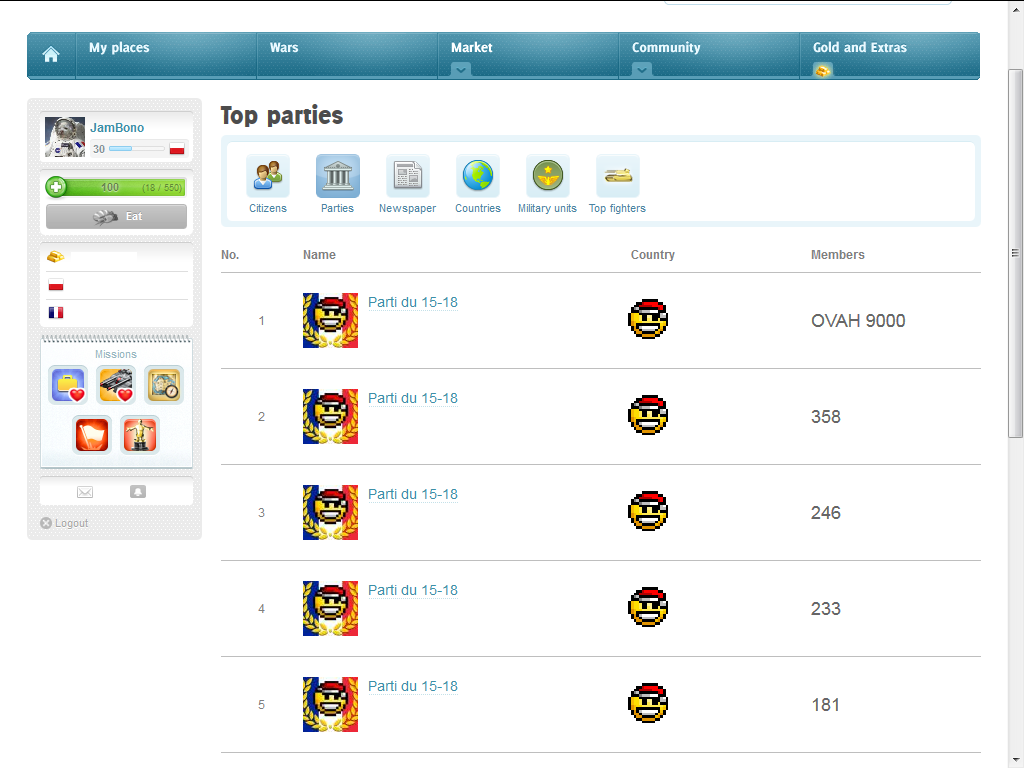 My places Wars Market Community Gold and Extras
JamBono
30
100 (18 / 550)
Eat
Missions
Logout
Top parties
Citizens Parties Newspaper Countries Military units Top fighters
No. Name Country Members
1 Parti du 15-18 OVAH 9000
2 Parti du 15-18 358
3 Parti du 15-18 246
4 Parti du 15-18 233
5 Parti du 15-18 181